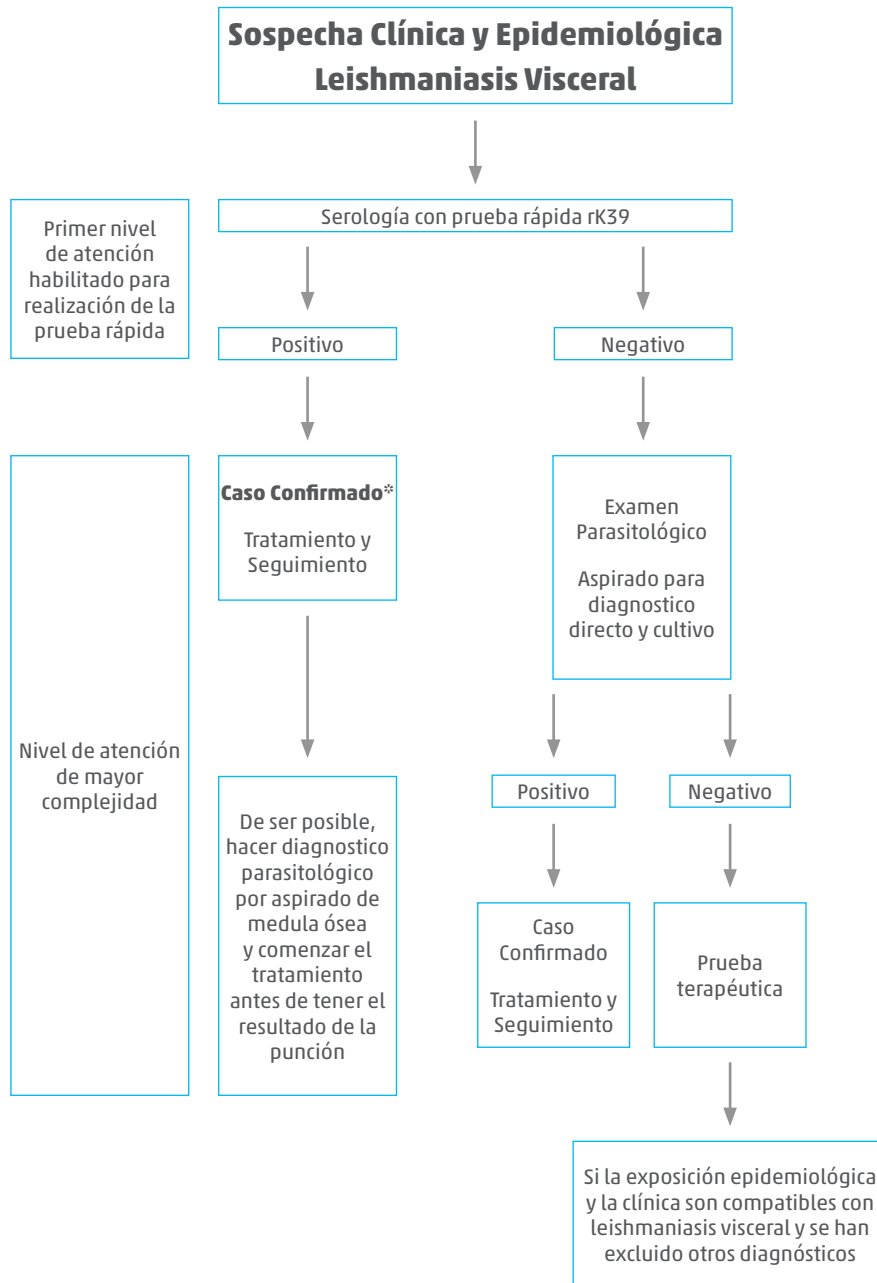 Sospecha Clínica y Epidemiológica
Leishmaniasis Visceral
Serología con prueba rápida rK39
Primer nivel
de atención
habilitado para
realización de la
prueba rápida
Positivo
Negativo
Caso Confirmado*
Tratamiento y
Seguimiento
Examen
Parasitológico
Aspirado para
diagnostico
directo y cultivo
Nivel de atención
de mayor
complejidad
De ser posible,
hacer diagnostico
parasitológico
por aspirado de
medula ósea
y comenzar el
tratamiento
antes de tener el
resultado de la
punción
Positivo
Negativo
Caso
Confirmado
Tratamiento y
Seguimiento
Prueba
terapéutica
Si la exposición epidemiológica
y la clínica son compatibles con
leishmaniasis visceral y se han
excluido otros diagnósticos